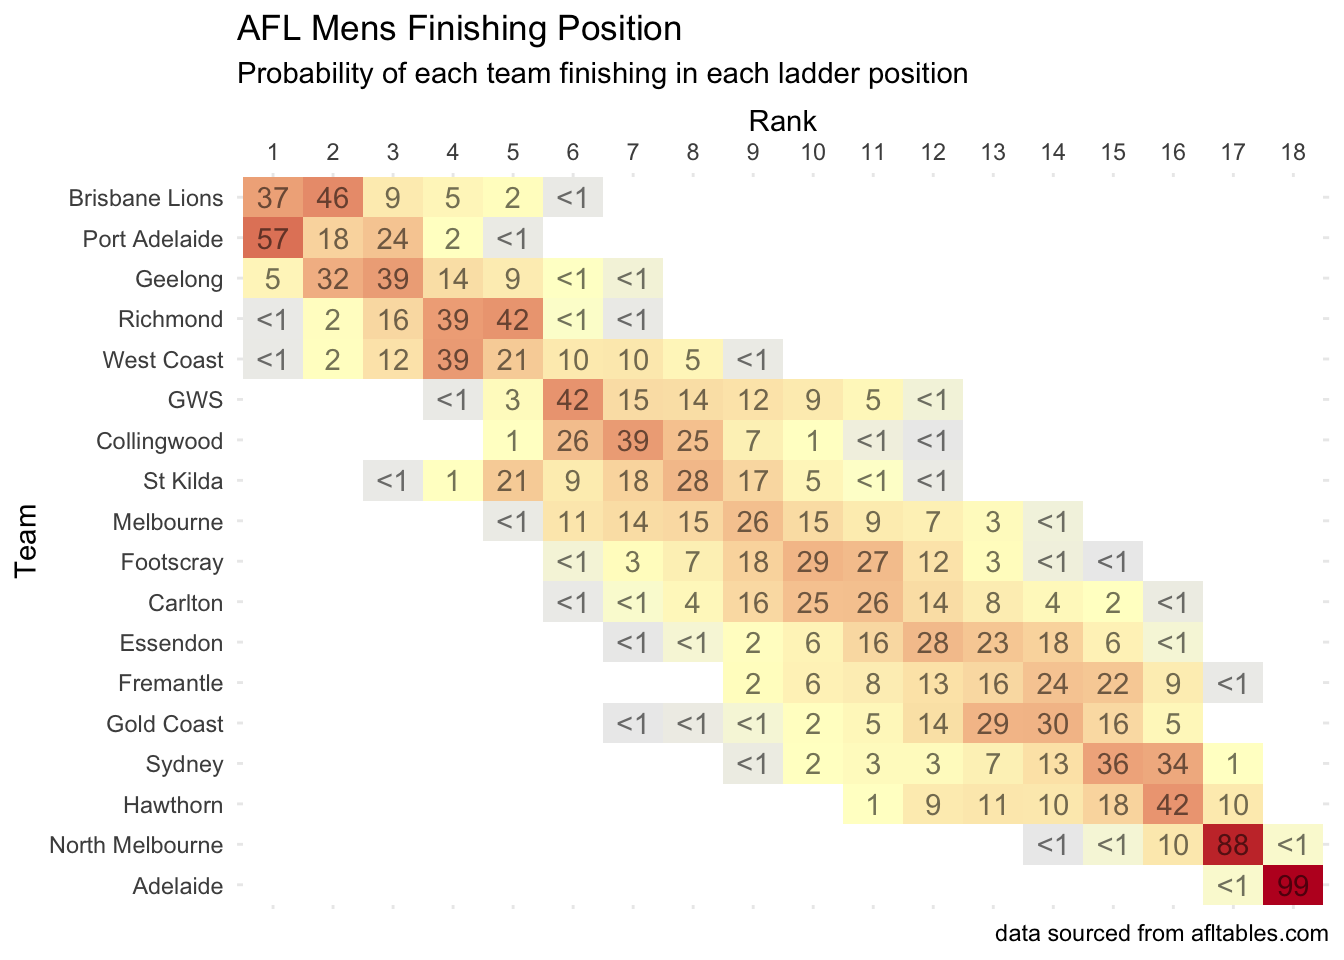 AFL Mens Finishing Position
Probability of each team finishing in each ladder position
Rank
1 2 3 4 5 6 7 8 9 10 11 12 13 14 15 16 17 18
Team
Brisbane Lions 37 46 9 5 2 <1
Port Adelaide 57 18 24 2 <1
Geelong 5 32 39 14 9 <1 <1
Richmond <1 2 16 39 42 <1 <1
West Coast <1 2 12 39 21 10 10 5 <1
GWS <1 3 42 15 14 12 9 5 <1
Collingwood 1 26 39 25 7 1 <1 <1
St Kilda <1 1 21 9 18 28 17 5 <1 <1
Melbourne <1 11 14 15 26 15 9 7 3 <1
Footscray <1 3 7 18 29 27 12 3 <1 <1
Carlton <1 <1 4 16 25 26 14 8 4 2 <1
Essendon <1 <1 2 6 16 28 23 18 6 <1
Fremantle 2 6 8 13 16 24 22 9 <1
Gold Coast <1 <1 <1 2 5 14 29 30 16 5
Sydney <1 2 3 3 7 13 36 34 1
Hawthorn 1 9 11 10 18 42 10
North Melbourne <1 <1 10 88 <1
Adelaide <1 99
data sourced from afltables.com